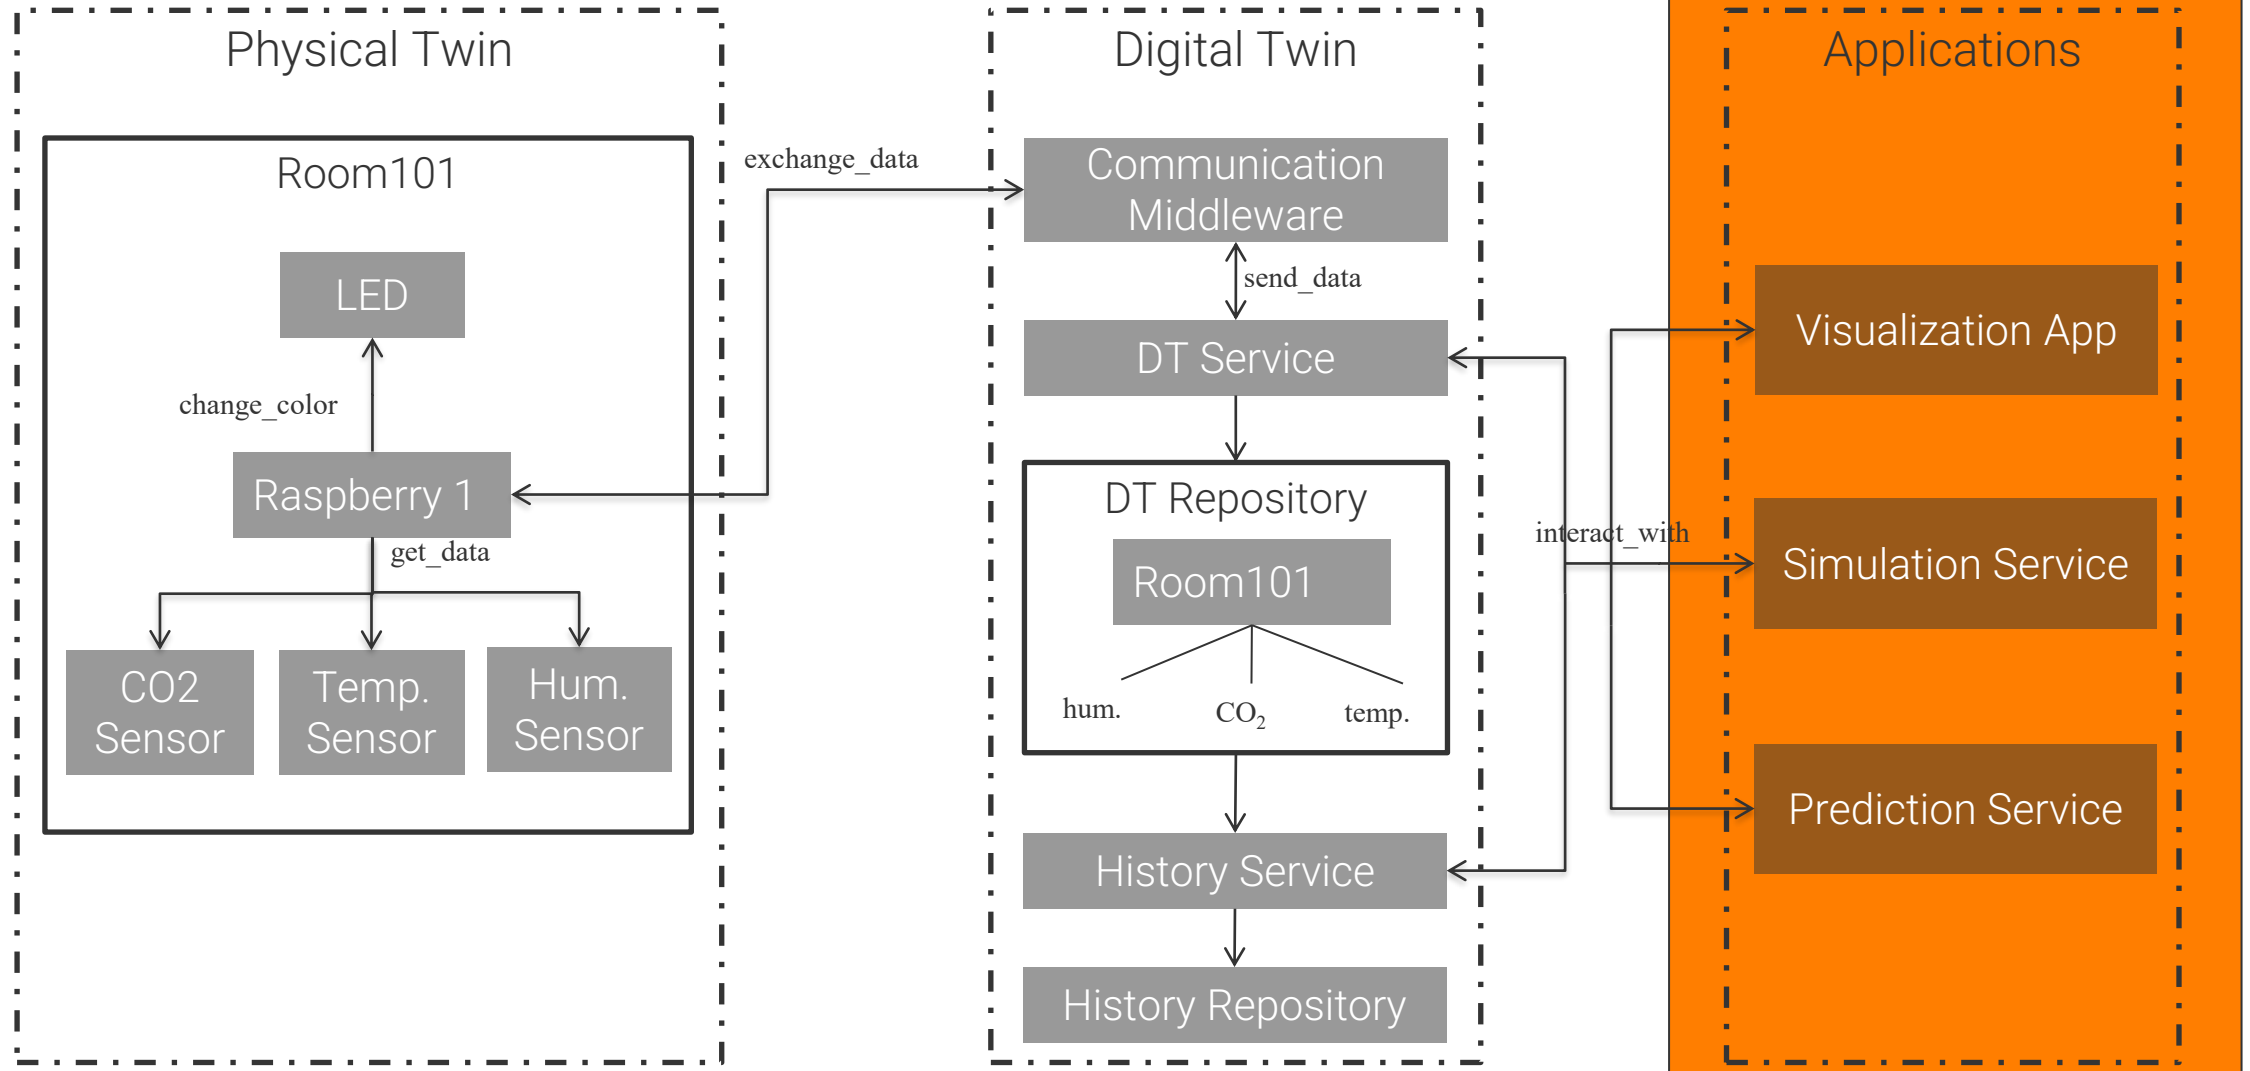 Physical Twin
Room101
LED
change_color
Raspberry 1
get_data
CO2
Sensor
Temp.
Sensor
Hum.
Sensor
exchange_data
Digital Twin
Communication
Middleware
send_data
DT Service
DT Repository
Room101
hum.
CO₂
temp.
History Service
History Repository
interact_with
Applications
Visualization App
Simulation Service
Prediction Service